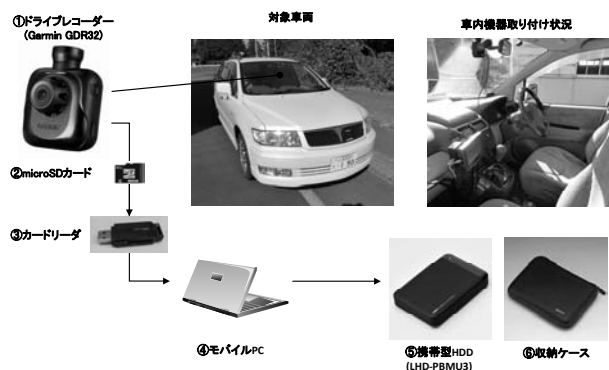 ①ドライブレコーダー
(Garmin GDR32)
対象車両
車内機器取り付け状況
②microSDカード
③カードリーダ
④モバイルPC
⑤携帯型HDD
(LHD-PBMU3)
⑥収納ケース